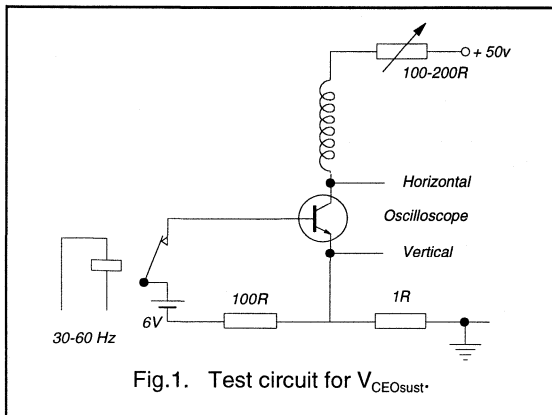 + 50v
100-200R
Horizontal
Oscilloscope
Vertical
100R
1R
6V
30-60 Hz
Fig.1. Test circuit for VCEOsust.